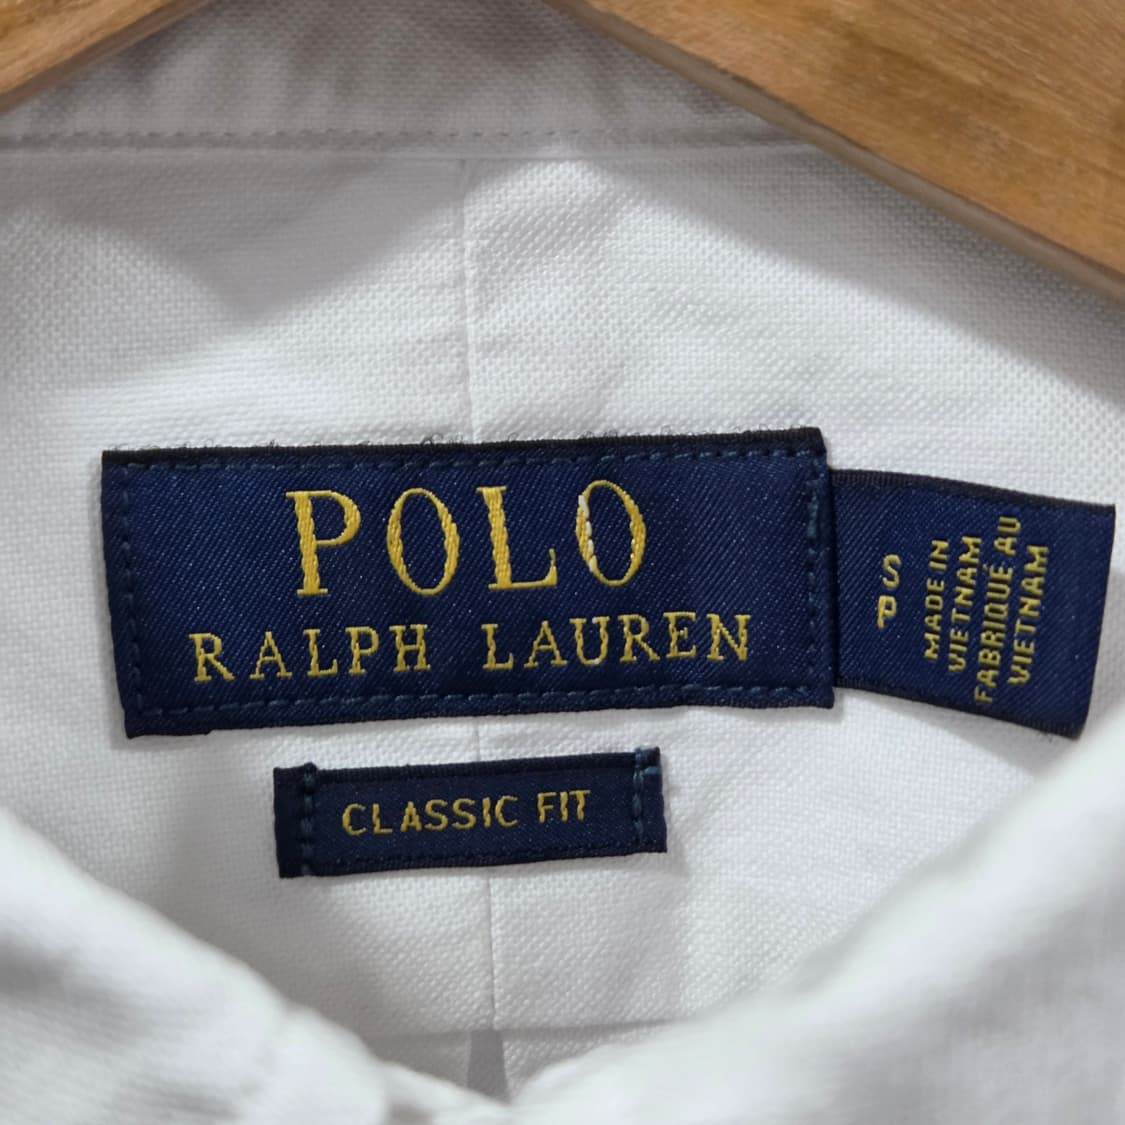 POLO
RALPH LAUREN
CLASSIC FIT
S
P
MADE IN
VIETNAM
FABRIQUÉ AU
VIETNAM